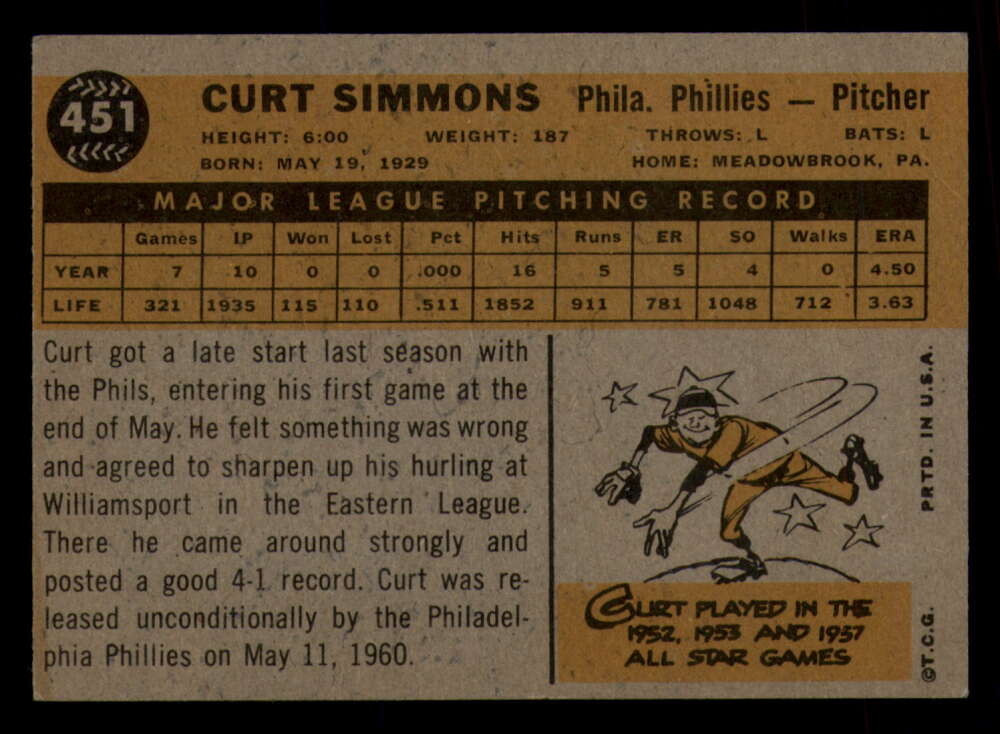 451
CURT SIMMONS Phila. Phillies — Pitcher
HEIGHT: 6:00 WEIGHT: 187 THROWS: L BATS: L
BORN: MAY 19, 1929 HOME: MEADOWBROOK, PA.
MAJOR LEAGUE PITCHING RECORD
Games IP Won Lost Pct Hits Runs ER SO Walks ERA
YEAR 7 10 0 0 .000 16 5 5 4 0 4.50
LIFE 321 1935 115 110 .511 1852 911 781 1048 712 3.63
Curt got a late start last season with
the Phils, entering his first game at the
end of May. He felt something was wrong
and agreed to sharpen up his hurling at
Williamsport in the Eastern League.
There he came around strongly and
posted a good 4-1 record. Curt was re-
leased unconditionally by the Philadel-
phia Phillies on May 11, 1960.
CURT PLAYED IN THE
1952, 1953 AND 1957
ALL STAR GAMES
©T.C.G. PRTD. IN U.S.A.